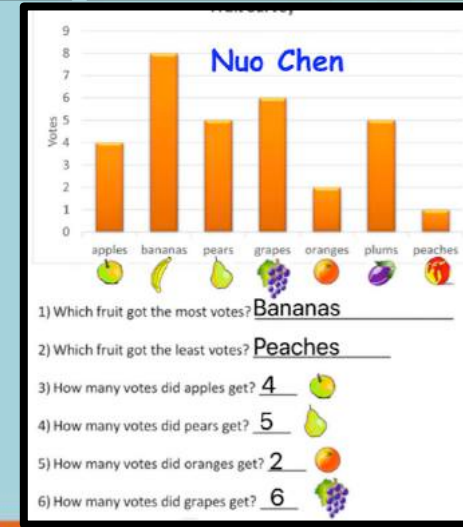 9
8
7
6
5
4
3
2
1
0
Votes
Nuo Chen
apples bananas pears grapes oranges plums peaches
1) Which fruit got the most votes? Bananas
2) Which fruit got the least votes? Peaches
3) How many votes did apples get? 4
4) How many votes did pears get? 5
5) How many votes did oranges get? 2
6) How many votes did grapes get? 6